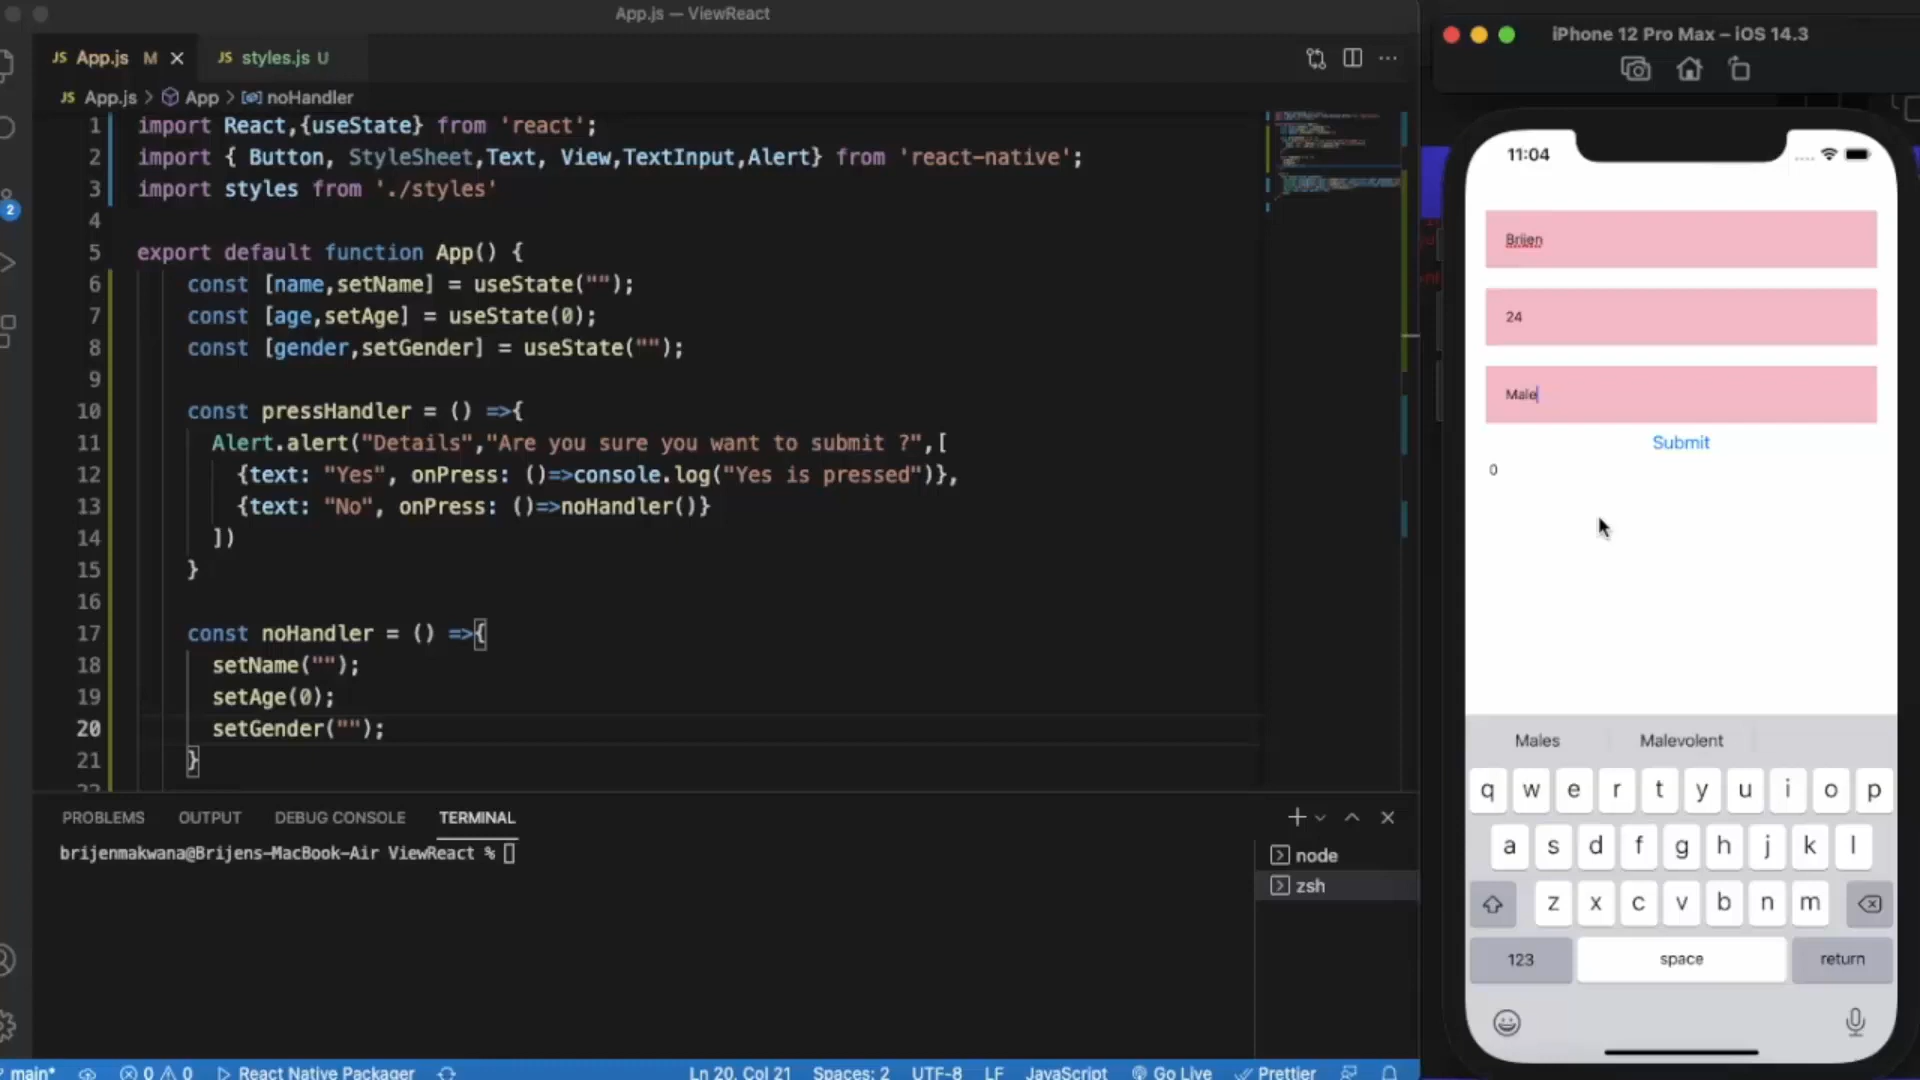 App.js — ViewReact
JS App.js M
JS styles.js U
JS App.js > App > noHandler
1 import React,{useState} from 'react';
2 import { Button, StyleSheet,Text, View,TextInput,Alert} from 'react-native';
3 import styles from './styles'
4
5 export default function App() {
6 const [name,setName] = useState("");
7 const [age,setAge] = useState(0);
8 const [gender,setGender] = useState("");
9
10 const pressHandler = () =>{
11 Alert.alert("Details","Are you sure you want to submit ?",[
12 {text: "Yes", onPress: ()=>console.log("Yes is pressed")},
13 {text: "No", onPress: ()=>noHandler()}
14 ])
15 }
16
17 const noHandler = () =>{
18 setName("");
19 setAge(0);
20 setGender("");
21 }
22
2
PROBLEMS OUTPUT DEBUG CONSOLE TERMINAL
brijenmakwana@Brijens-MacBook-Air ViewReact %
node
zsh
main* 0 0 React Native Packager
Ln 20, Col 21 Spaces: 2 UTF-8 LF JavaScript Go Live Prettier
iPhone 12 Pro Max – iOS 14.3
11:04
Brijen
24
Male
Submit
0
Males Malevolent
q w e r t y u i o p
a s d f g h j k l
z x c v b n m
123 space return